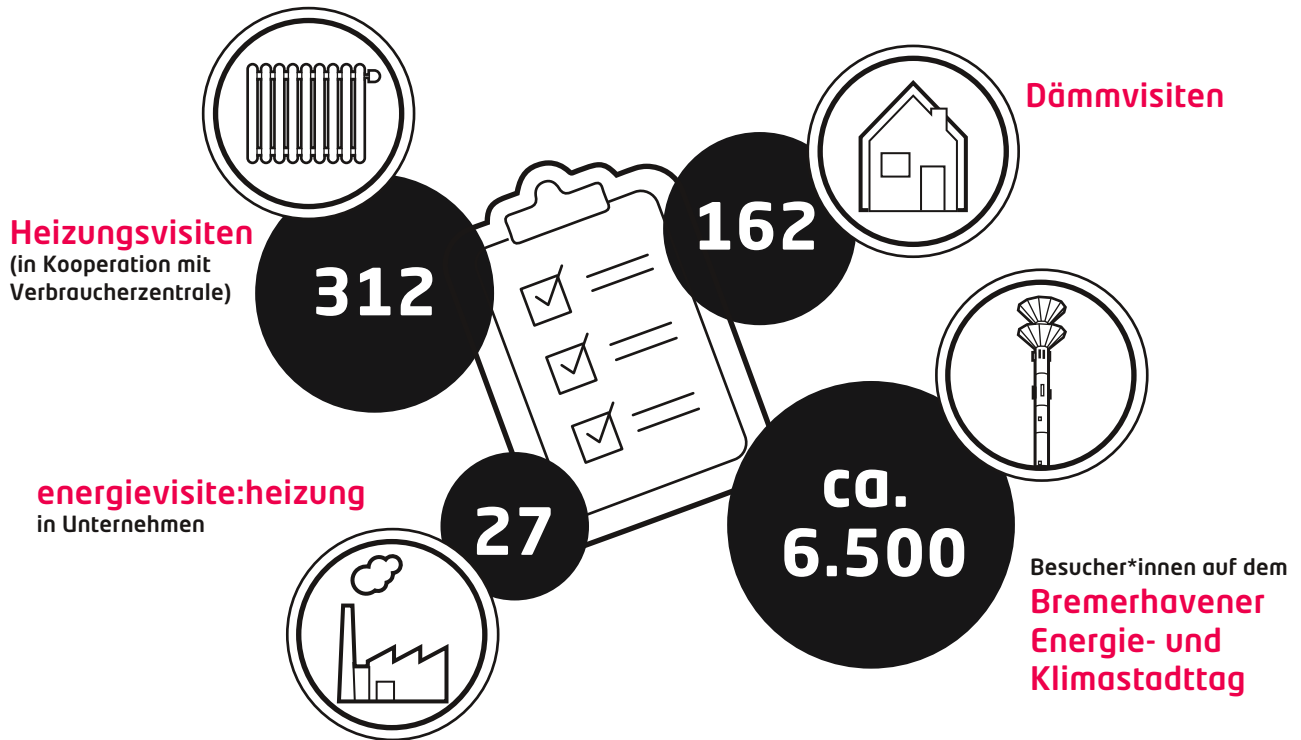 Heizungsvisiten
(in Kooperation mit
Verbraucherzentrale)
312
162
Dämmvisiten
energievisite:heizung
in Unternehmen
27
ca.
6.500
Besucher*innen auf dem
Bremerhavener
Energie- und
Klimastadttag